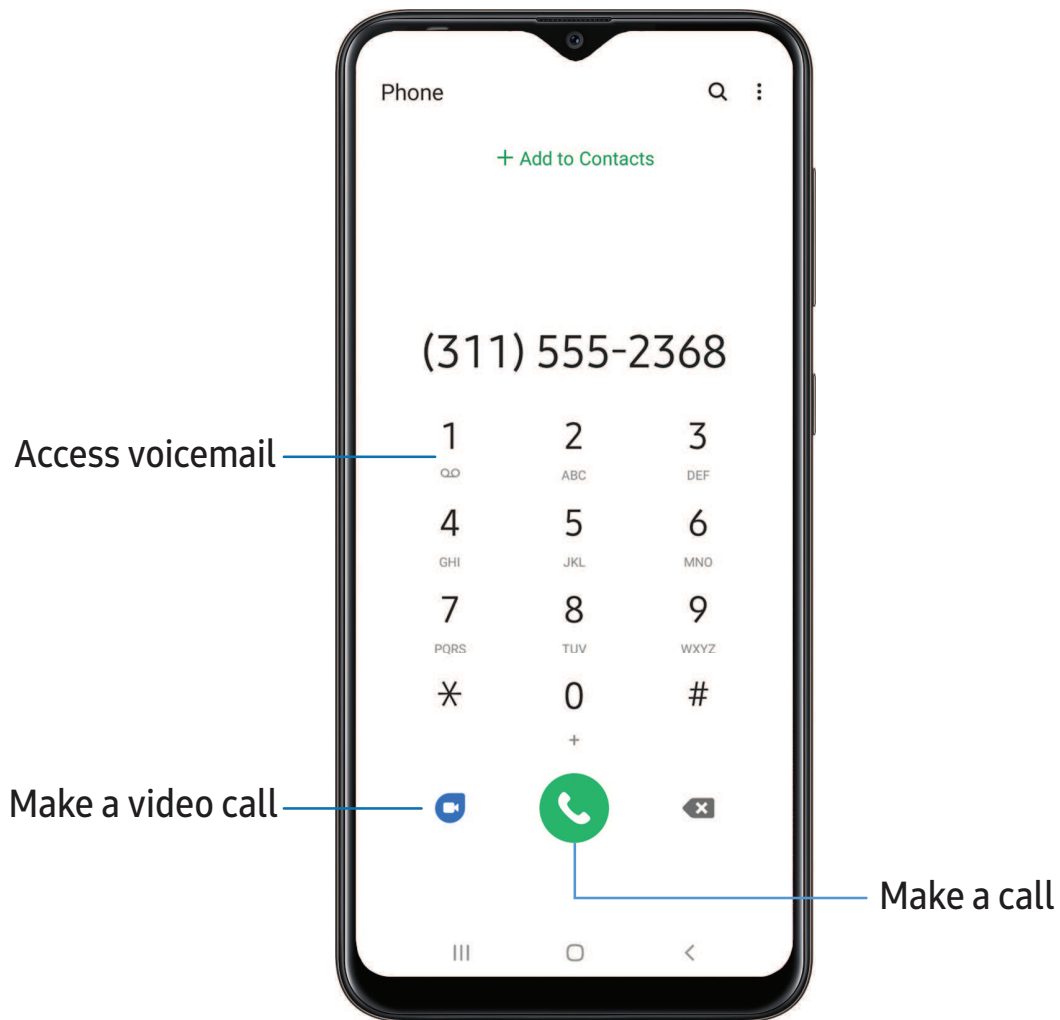 Phone
+ Add to Contacts
(311) 555-2368
Access voicemail
1 2 3
ABC DEF
4 5 6
GHI JKL MNO
7 8 9
PQRS TUV WXYZ
* 0 #
+
Make a video call
Make a call